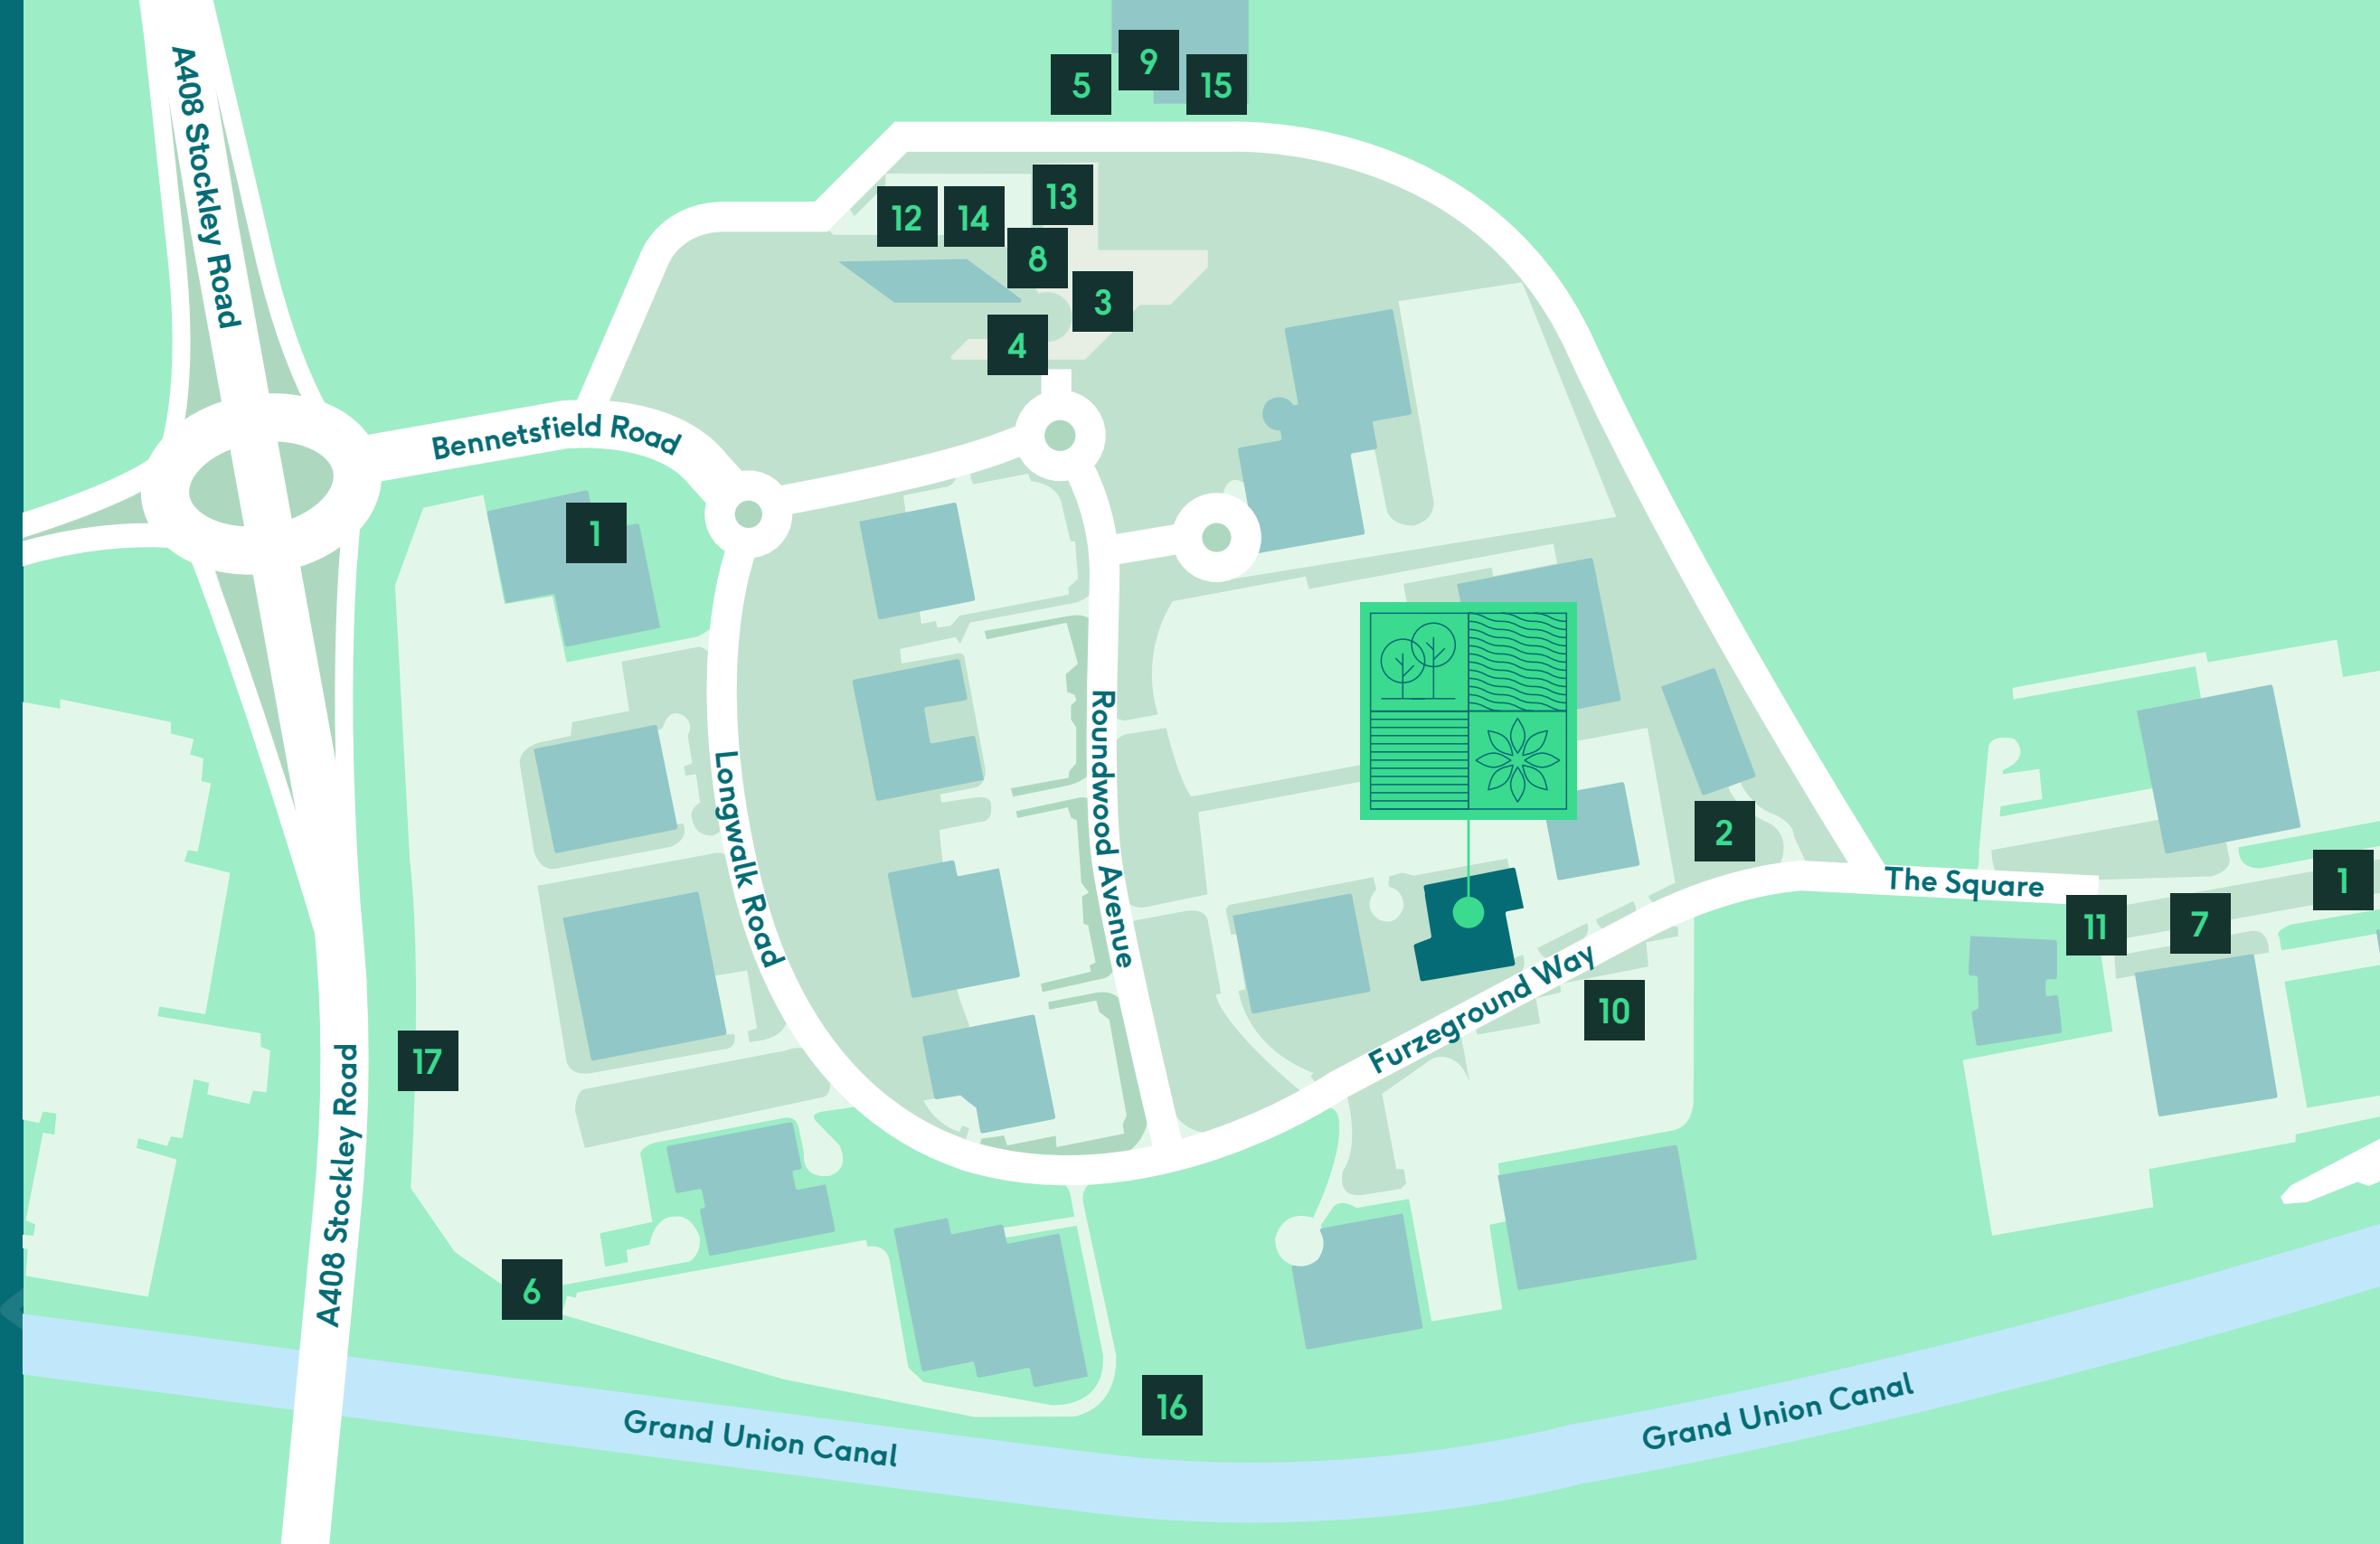 A408 Stockley Road
9
5
15
13
12
14
8
3
4
Bennetsfield Road
1
Roundwood Avenue
Longwalk Road
2
The Square
1
11
7
Furzeground Way
10
17
A408 Stockley Road
6
16
Grand Union Canal
Grand Union Canal